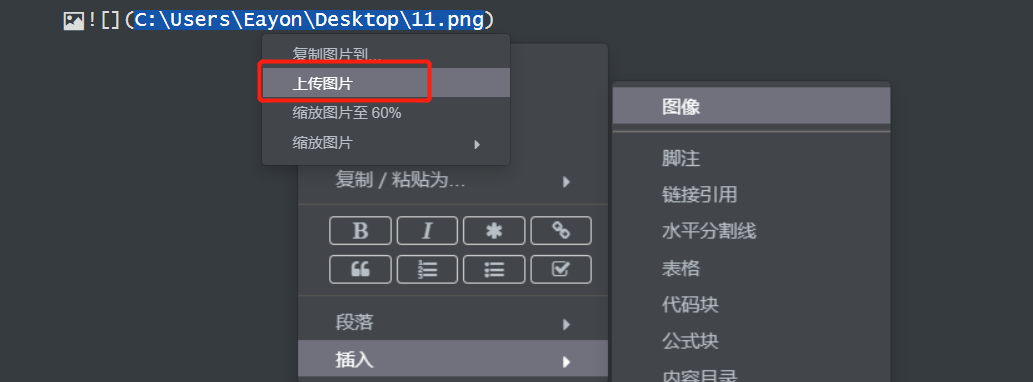 ![](C:\Users\Eayon\Desktop\11.png)
复制图片到...
上传图片
缩放图片至 60%
缩放图片
复制 / 粘贴为...
B I
段落
插入
图像
脚注
链接引用
水平分割线
表格
代码块
公式块
内容目录